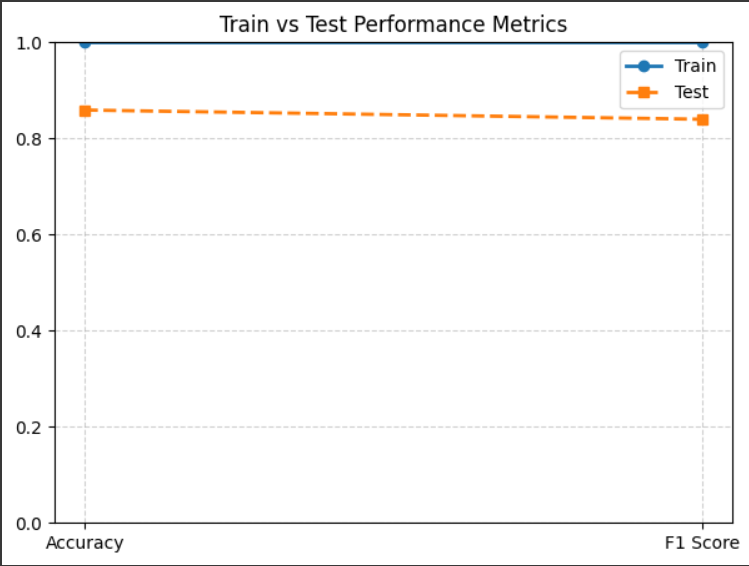 Train vs Test Performance Metrics
1.0
Train
Test
0.8
0.6
0.4
0.2
0.0
Accuracy
F1 Score